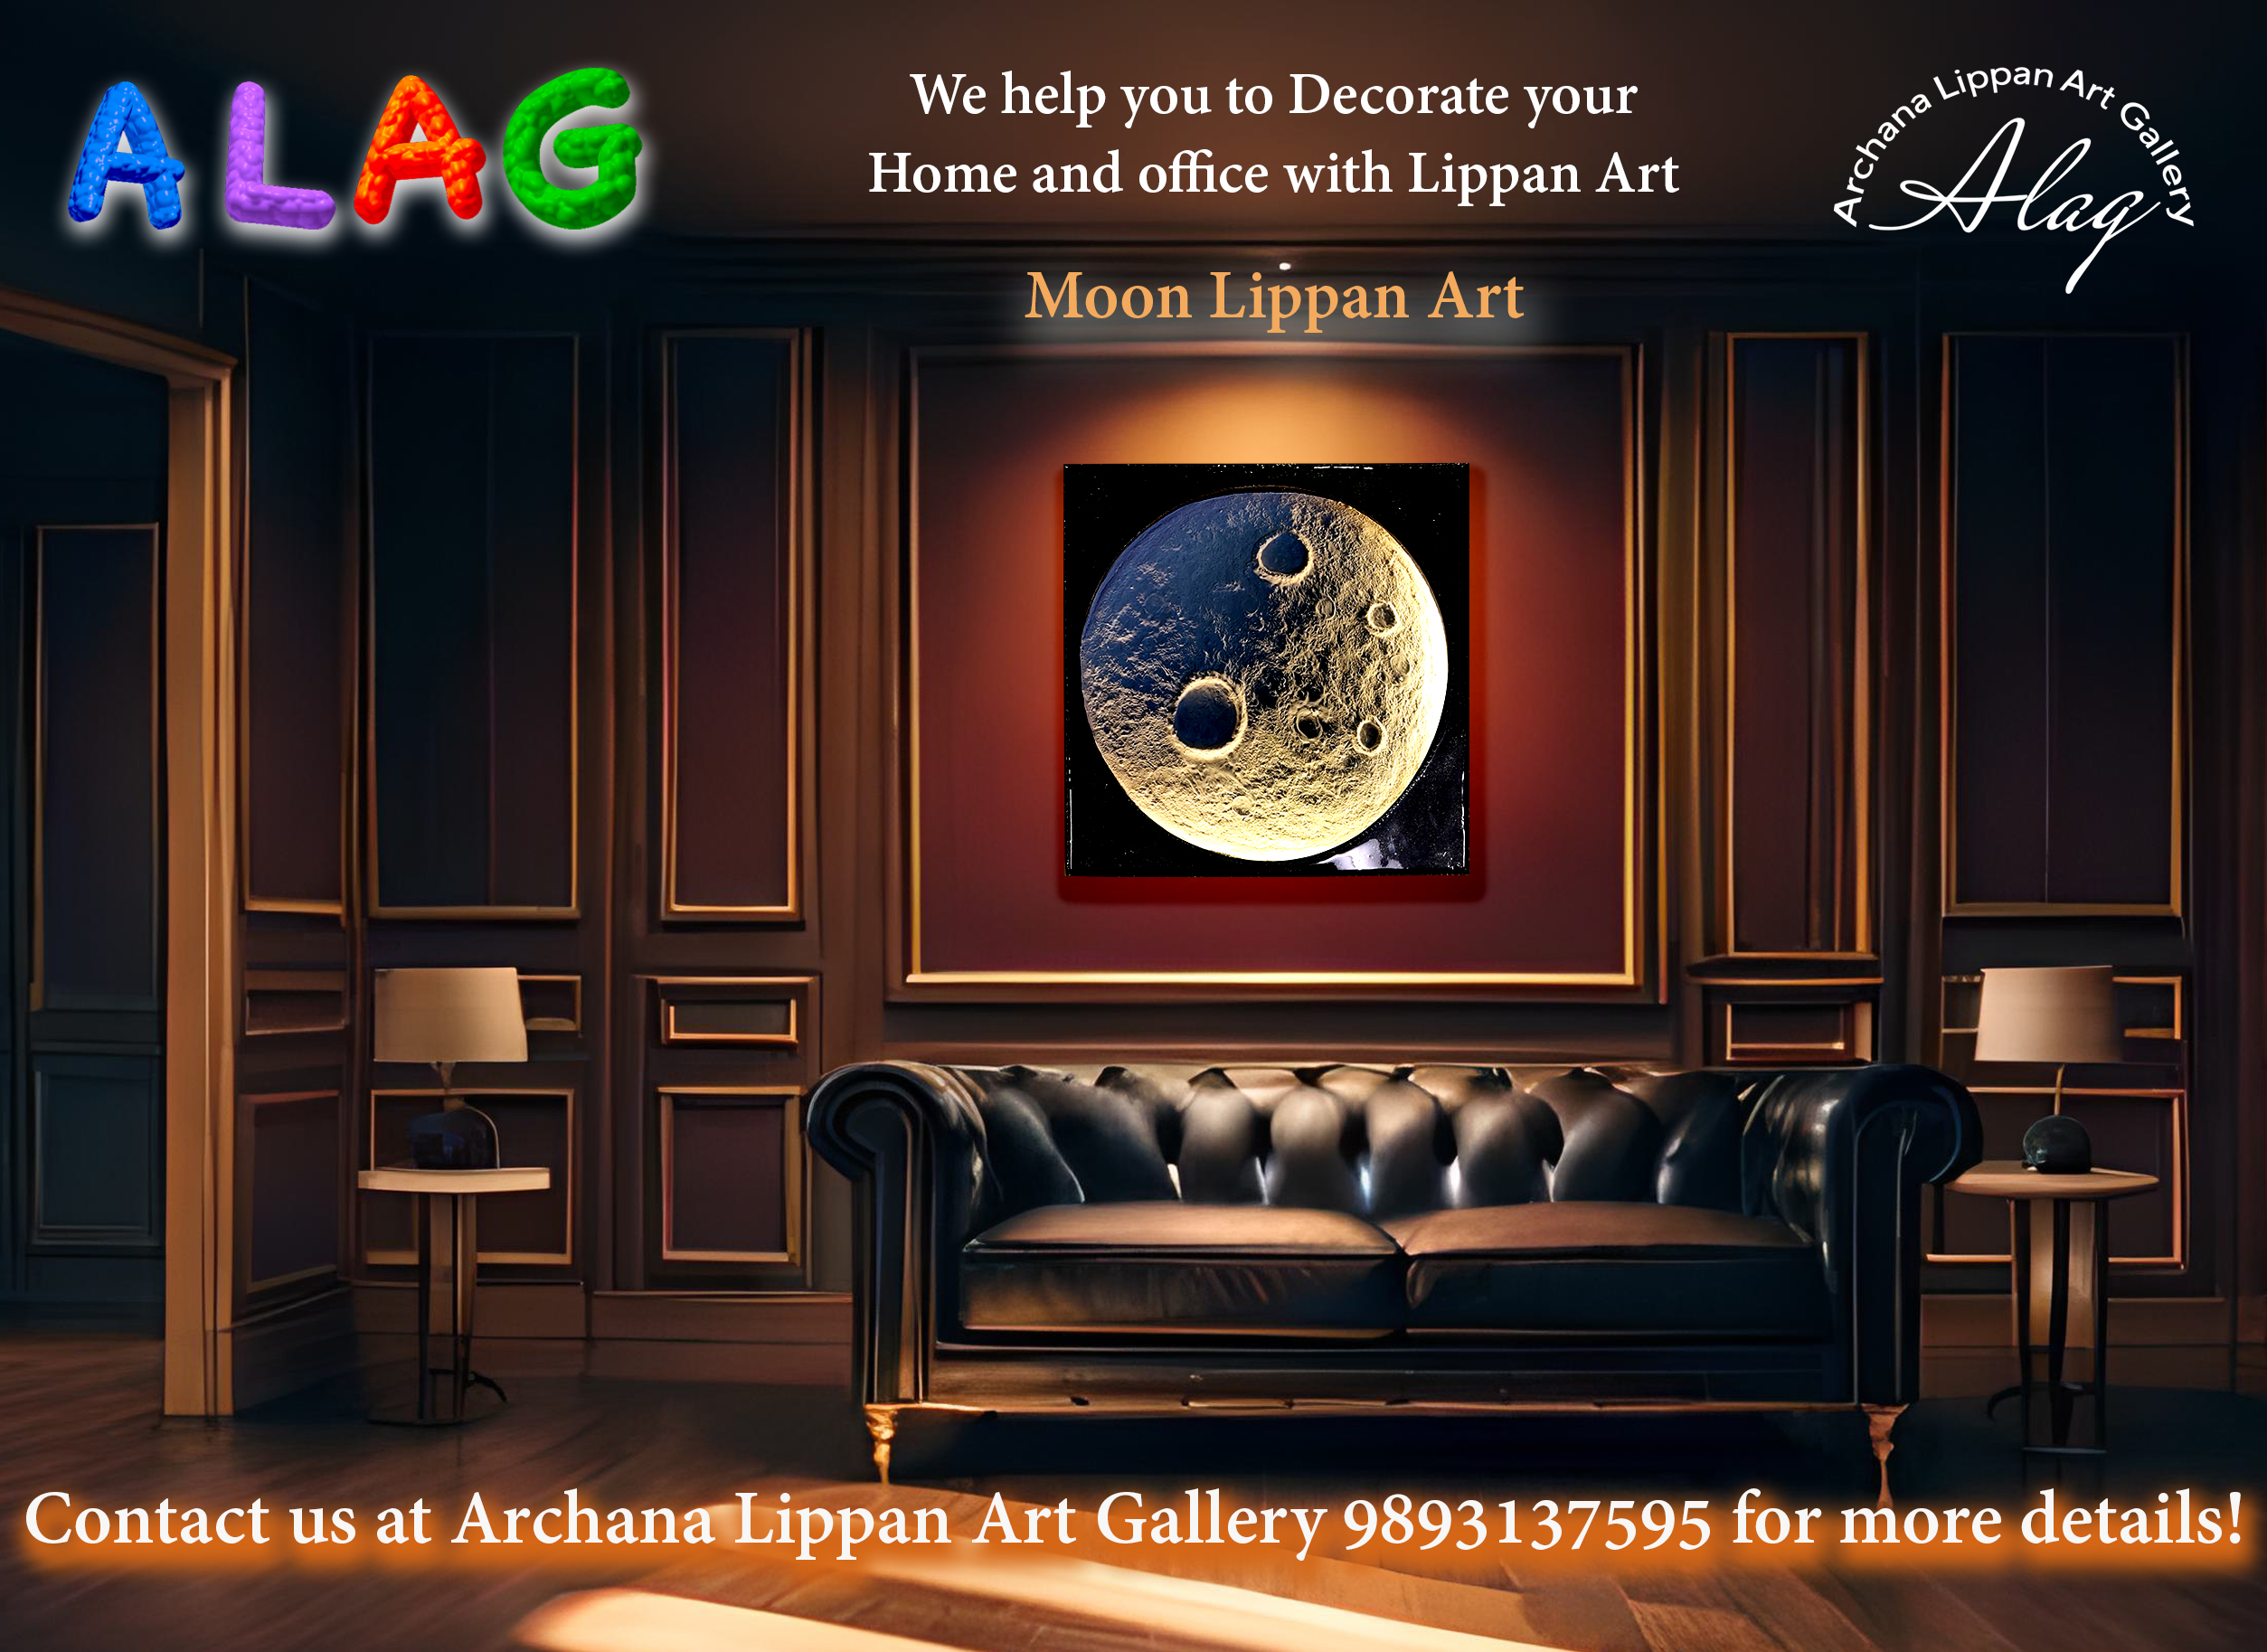 ALAG
We help you to Decorate your
Home and office with Lippan Art
Archana Lippan Art Gallery
Alag
Moon Lippan Art
Contact us at Archana Lippan Art Gallery 9893137595 for more details!